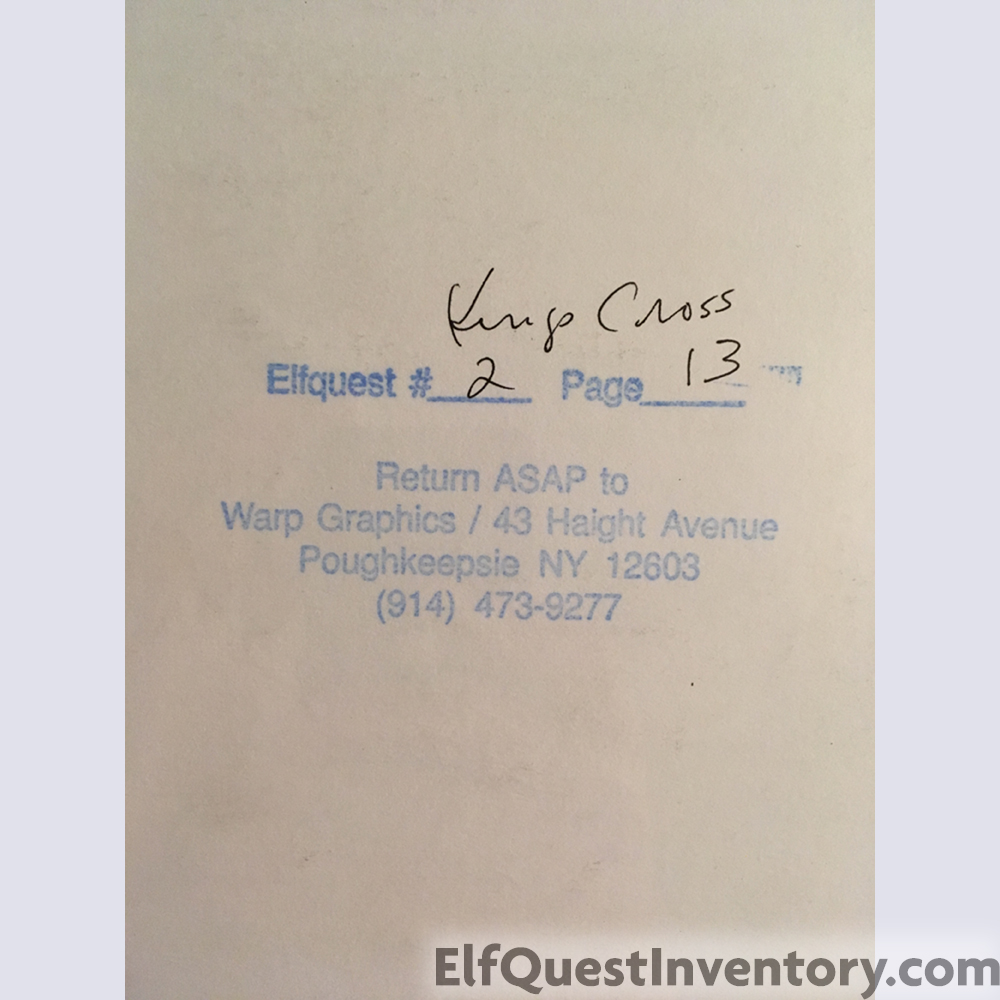 Kings Cross
Elfquest # 2 Page 13
Return ASAP to
Warp Graphics / 43 Haight Avenue
Poughkeepsie NY 12603
(914) 473-9277
ElfQuestInventory.com